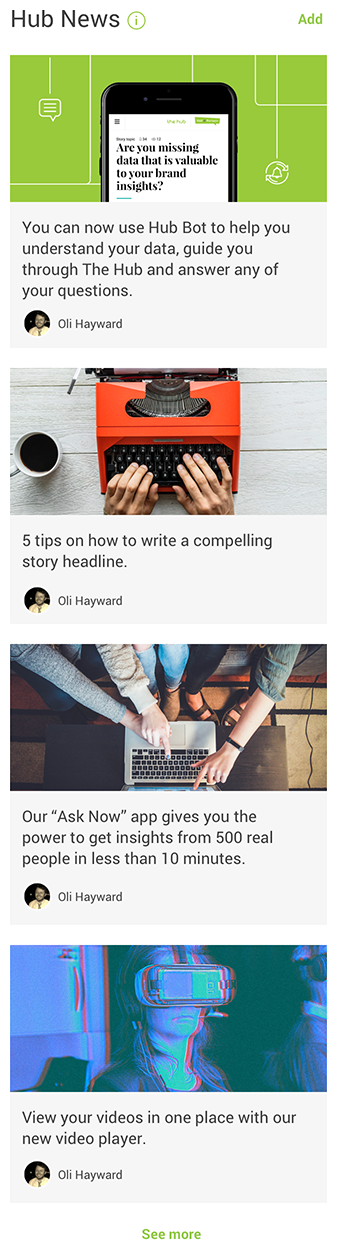 Hub News
Add
the hub
Story topic 34 12
Are you missing
data that is valuable
to your brand
insights?
You can now use Hub Bot to help you
understand your data, guide you
through The Hub and answer any of
your questions.
Oli Hayward
5 tips on how to write a compelling
story headline.
Oli Hayward
Our “Ask Now” app gives you the
power to get insights from 500 real
people in less than 10 minutes.
Oli Hayward
View your videos in one place with our
new video player.
Oli Hayward
See more